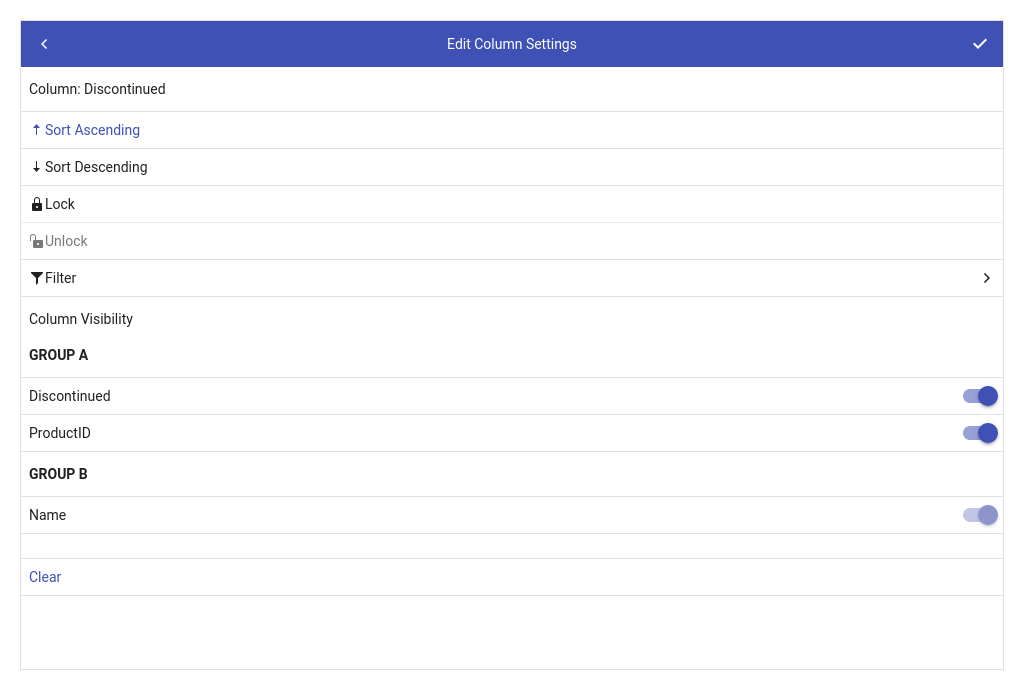 Edit Column Settings
Column: Discontinued
Sort Ascending
Sort Descending
Lock
Unlock
Filter
Column Visibility
GROUP A
Discontinued
ProductID
GROUP B
Name
Clear